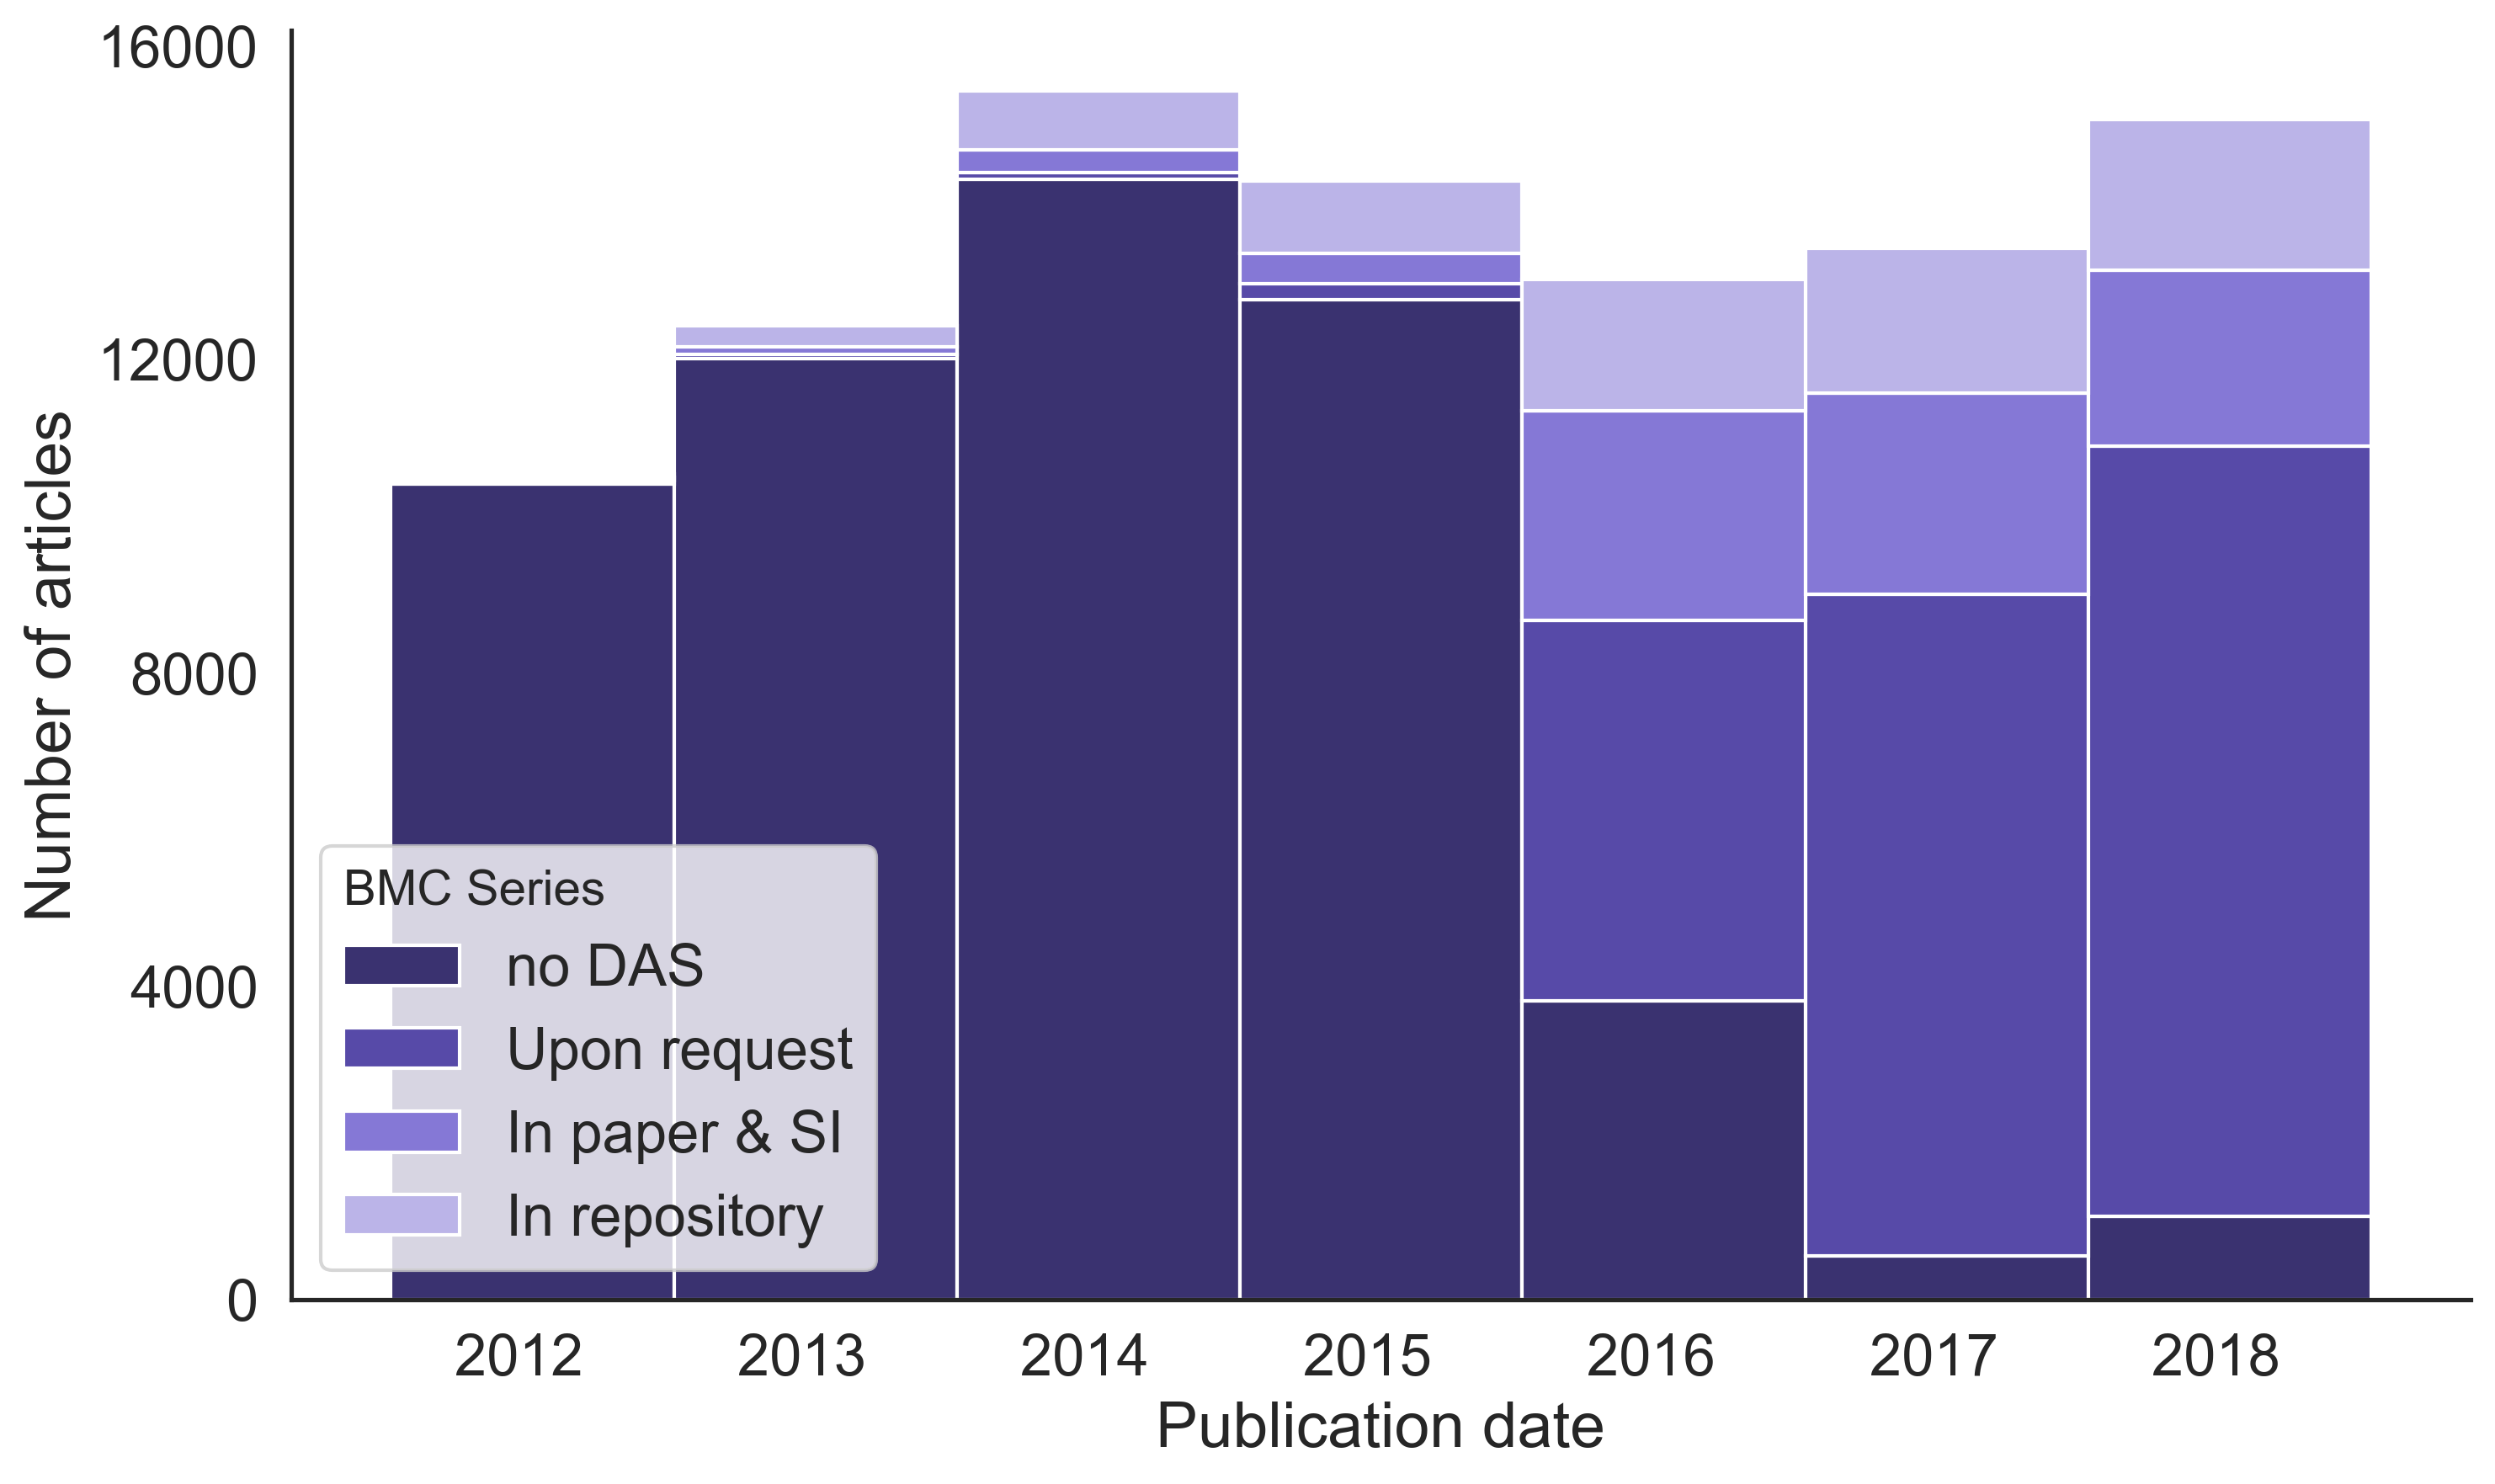 16000
12000
8000
4000
0
Number of articles
BMC Series
no DAS
Upon request
In paper & SI
In repository
2012 2013 2014 2015 2016 2017 2018
Publication date